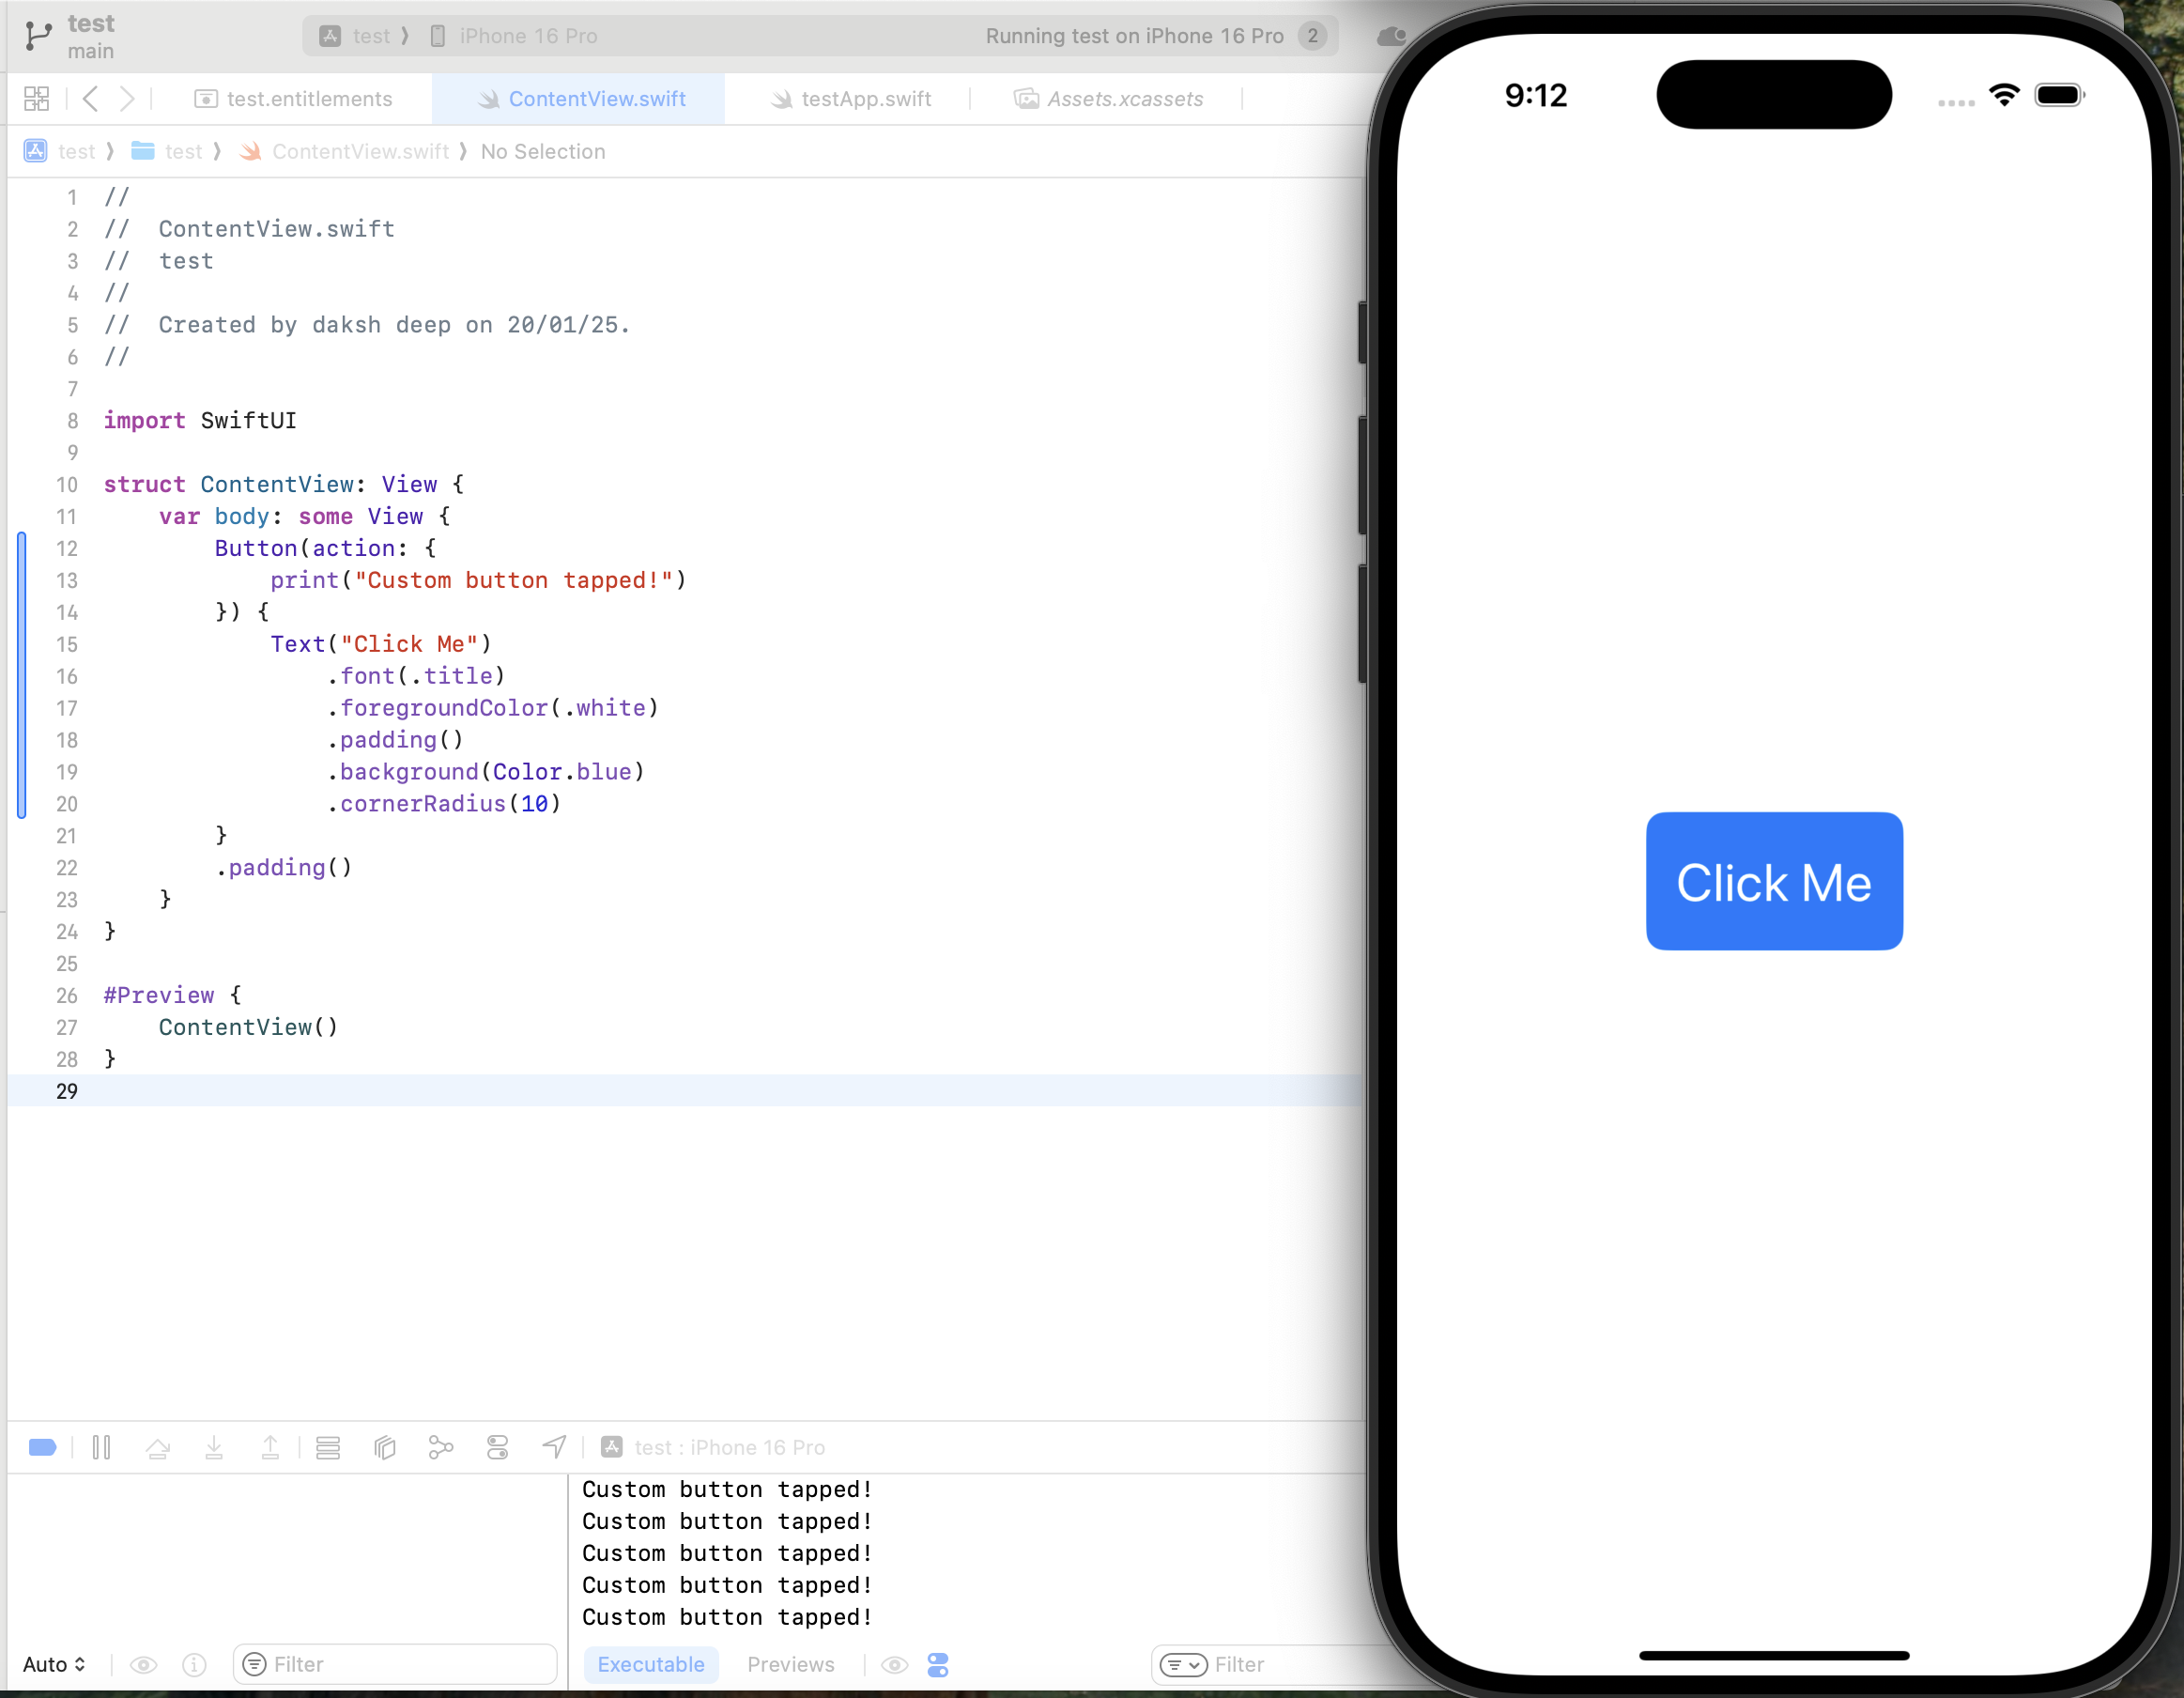 test
main
test ❭ iPhone 16 Pro
Running test on iPhone 16 Pro 2
test.entitlements
ContentView.swift
testApp.swift
Assets.xcassets
test ❭ test ❭ ContentView.swift ❭ No Selection
1 //
2 //  ContentView.swift
3 //  test
4 //
5 //  Created by daksh deep on 20/01/25.
6 //
7
8 import SwiftUI
9
10 struct ContentView: View {
11     var body: some View {
12         Button(action: {
13             print("Custom button tapped!")
14         }) {
15             Text("Click Me")
16                 .font(.title)
17                 .foregroundColor(.white)
18                 .padding()
19                 .background(Color.blue)
20                 .cornerRadius(10)
21         }
22         .padding()
23     }
24 }
25
26 #Preview {
27     ContentView()
28 }
29
test : iPhone 16 Pro
Custom button tapped!
Custom button tapped!
Custom button tapped!
Custom button tapped!
Custom button tapped!
Auto
Filter
Executable
Previews
Filter
9:12
Click Me